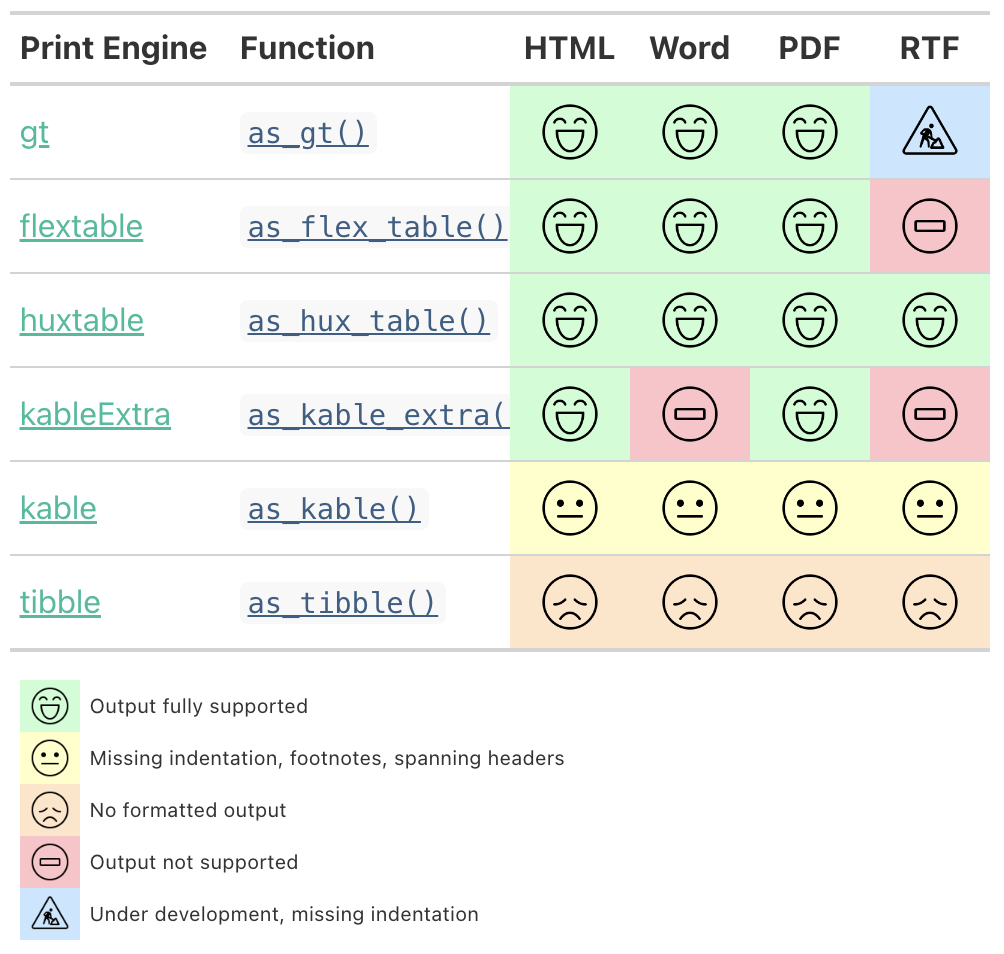 Print Engine Function HTML Word PDF RTF
gt as_gt()
flextable as_flex_table()
huxtable as_hux_table()
kableExtra as_kable_extra(
kable as_kable()
tibble as_tibble()
Output fully supported
Missing indentation, footnotes, spanning headers
No formatted output
Output not supported
Under development, missing indentation